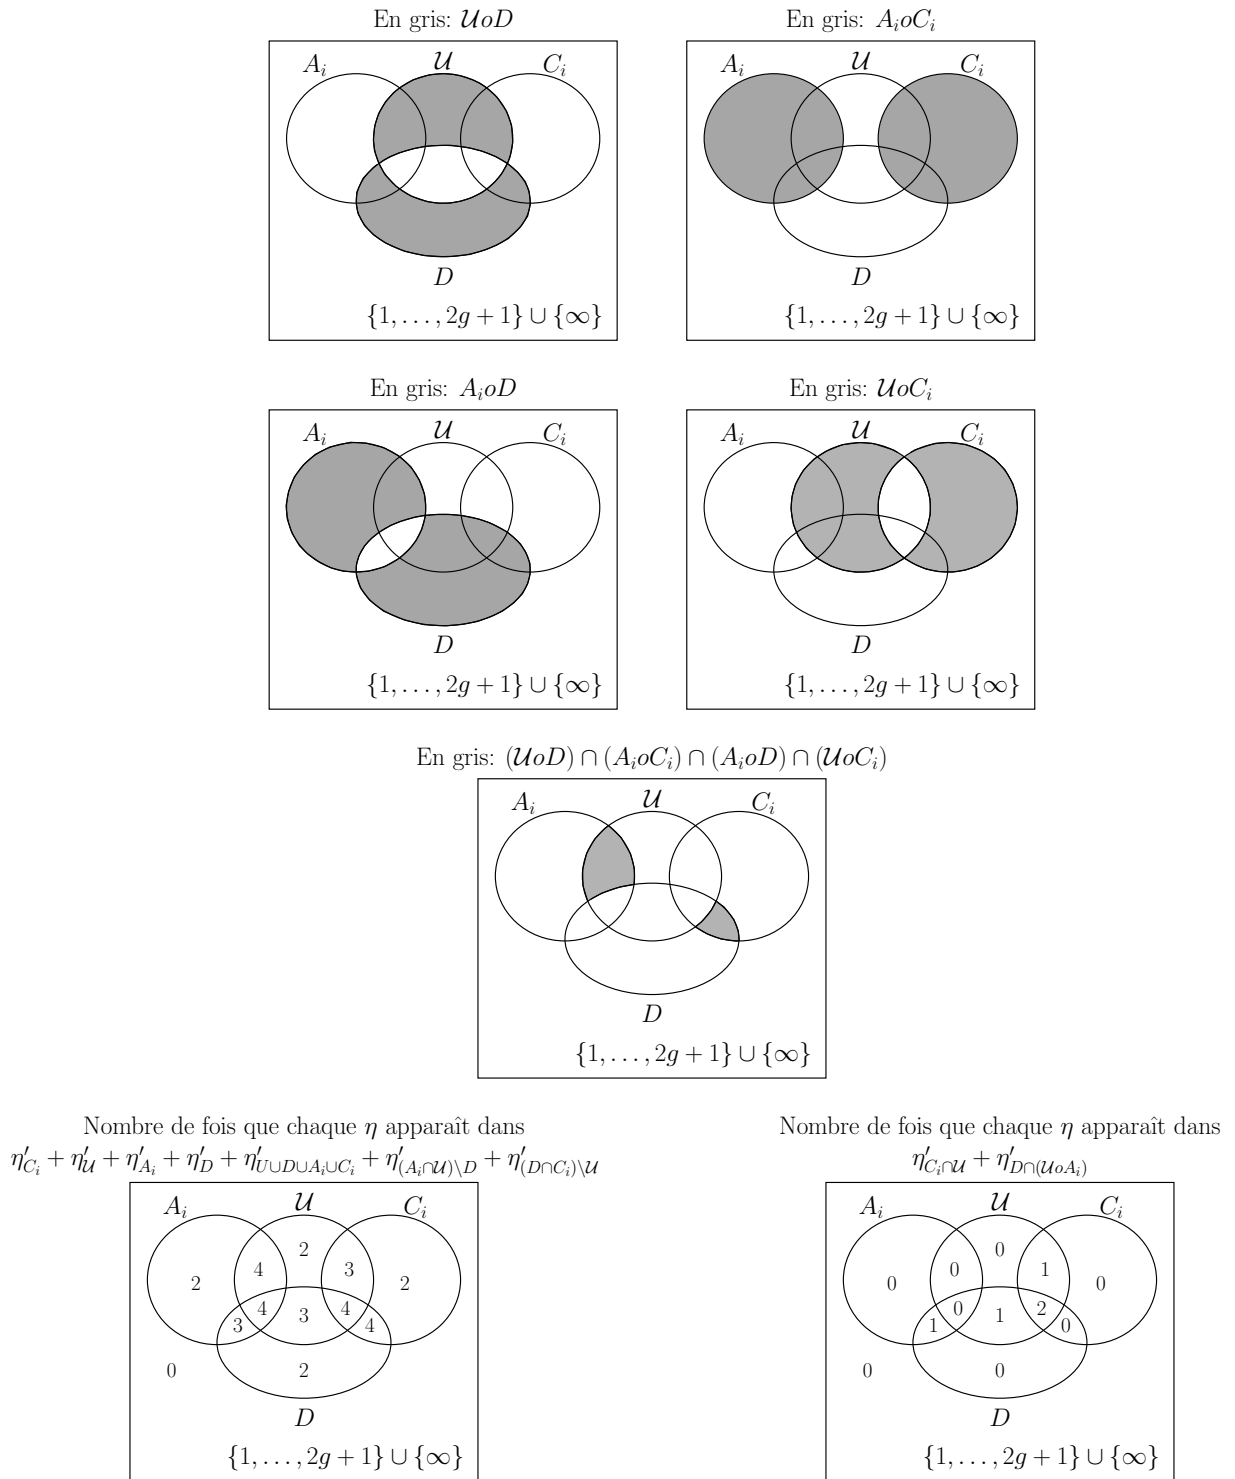 En gris: 𝒰oD
A_i 𝒰 C_i
D
{1, . . . , 2g + 1} ∪ {∞}
En gris: A_ioC_i
A_i 𝒰 C_i
D
{1, . . . , 2g + 1} ∪ {∞}
En gris: A_ioD
A_i 𝒰 C_i
D
{1, . . . , 2g + 1} ∪ {∞}
En gris: 𝒰oC_i
A_i 𝒰 C_i
D
{1, . . . , 2g + 1} ∪ {∞}
En gris: (𝒰oD) ∩ (A_ioC_i) ∩ (A_ioD) ∩ (𝒰oC_i)
A_i 𝒰 C_i
D
{1, . . . , 2g + 1} ∪ {∞}
Nombre de fois que chaque η apparaît dans
η′_{C_i} + η′_𝒰 + η′_{A_i} + η′_D + η′_{U∪D∪A_i∪C_i} + η′_{(A_i∩𝒰)\D} + η′_{(D∩C_i)\𝒰}
A_i 𝒰 C_i
2
4 3
2 2
4 3 4
3 4
0 2
D
{1, . . . , 2g + 1} ∪ {∞}
Nombre de fois que chaque η apparaît dans
η′_{C_i∩𝒰} + η′_{D∩(𝒰oA_i)}
A_i 𝒰 C_i
0
0 1
0 0
0 1 2
1 0
0 0
D
{1, . . . , 2g + 1} ∪ {∞}